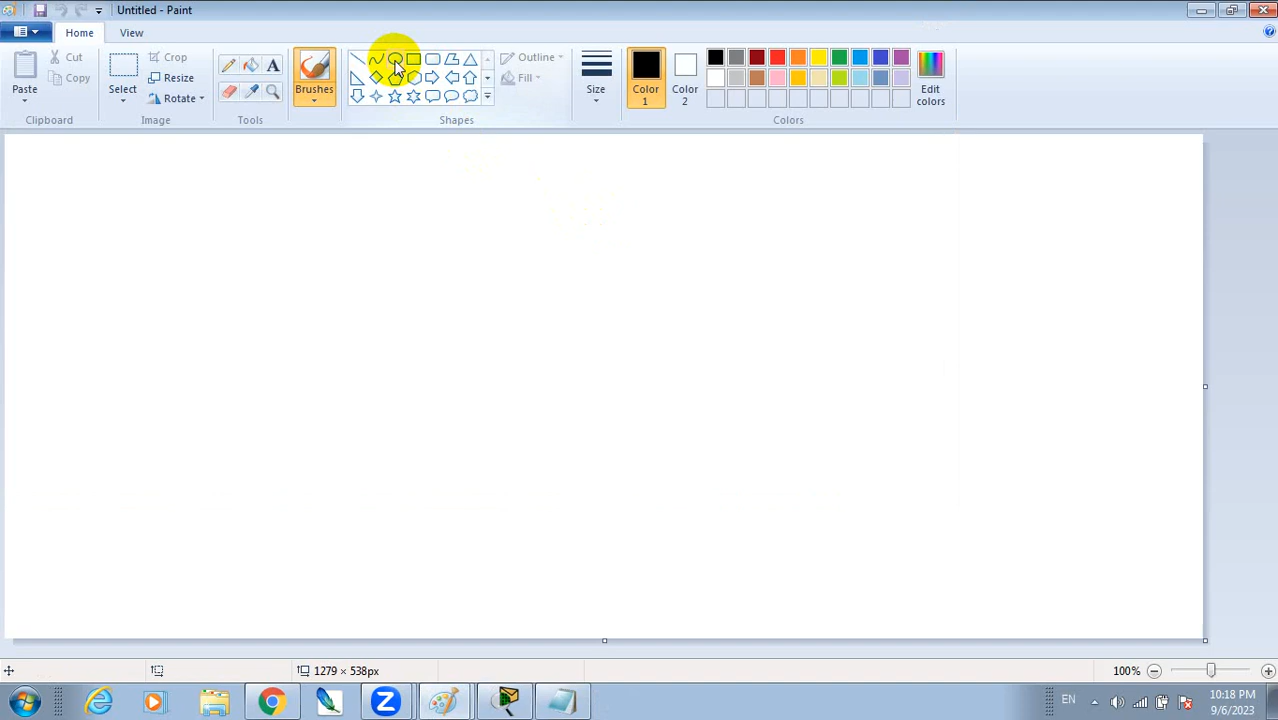 Untitled - Paint
Home View
Cut
Copy
Paste
Clipboard
Crop
Resize
Rotate
Select
Image
Tools
Brushes
Shapes
Outline
Fill
Size
Color 1
Color 2
Edit colors
Colors
1279 × 538px
100%
EN
10:18 PM
9/6/2023